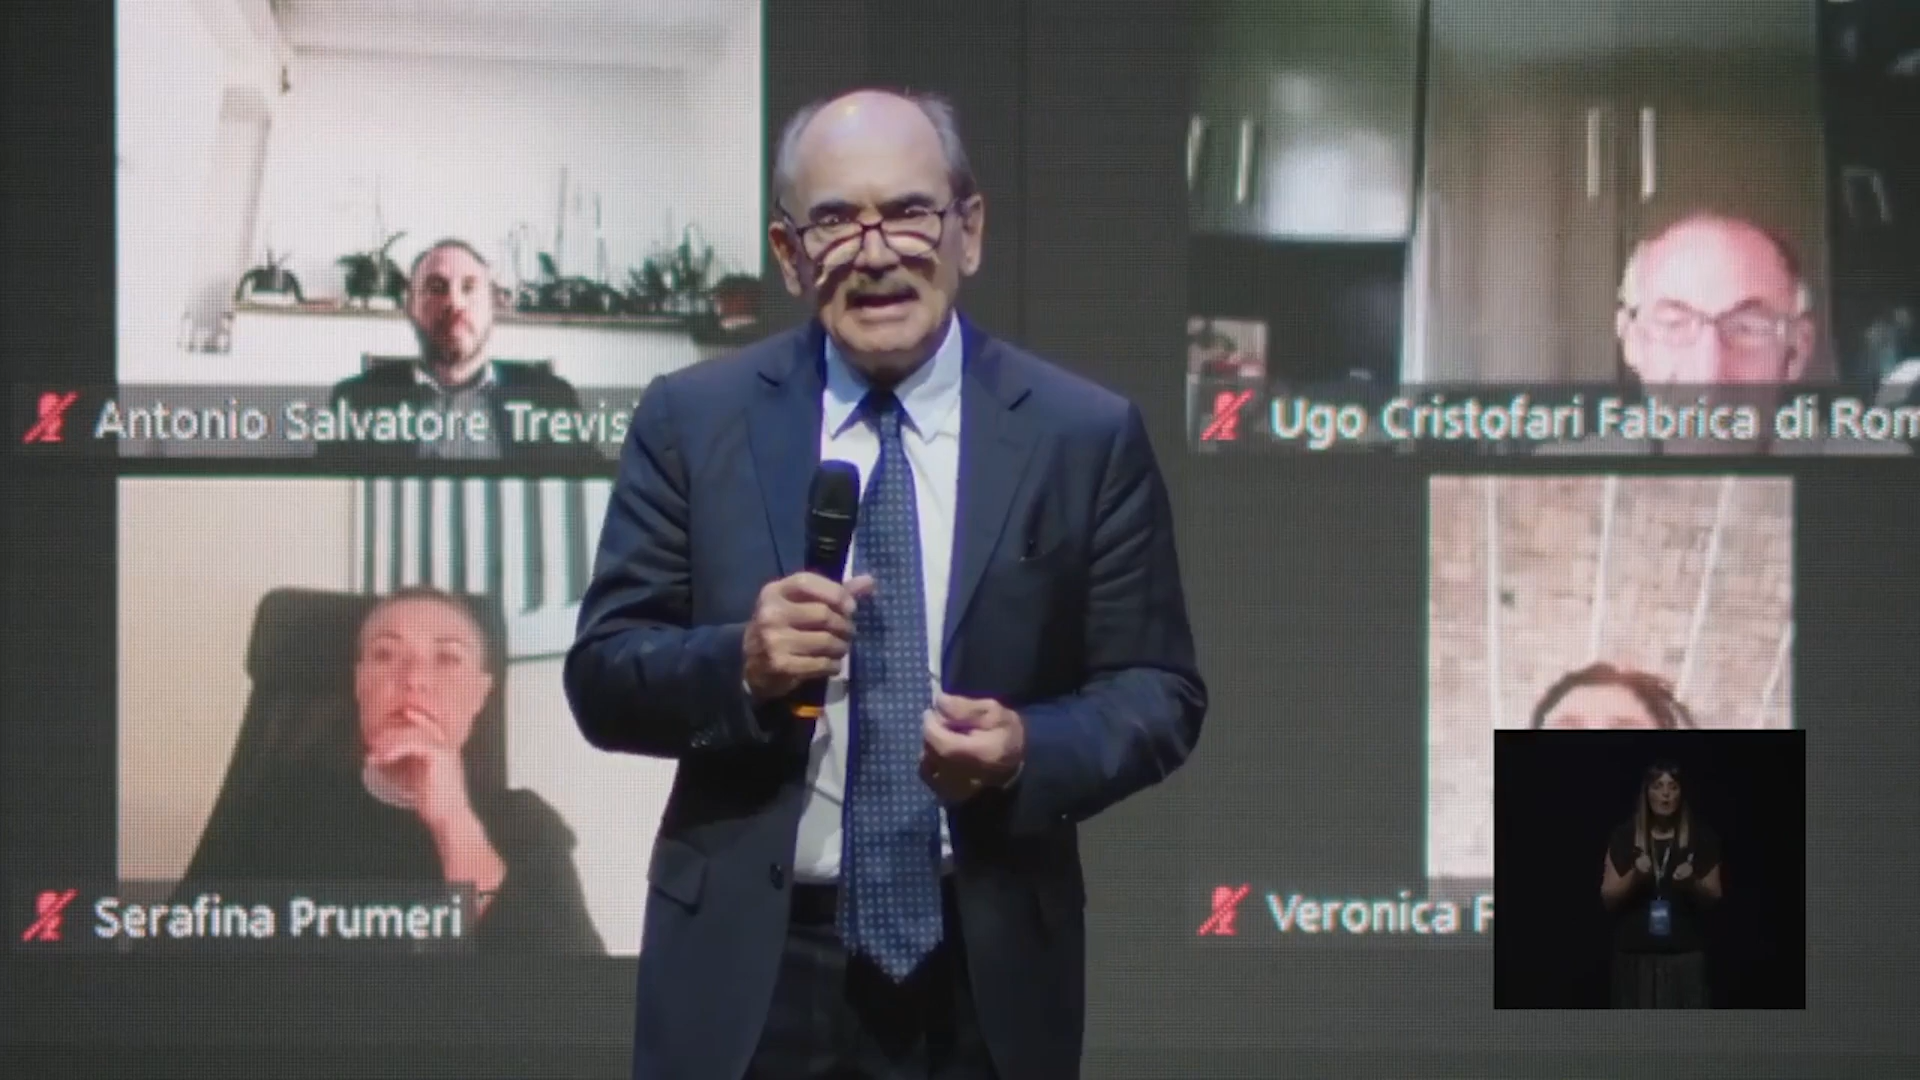 Antonio Salvatore Trevis
Ugo Cristofari Fabrica di Rom
Serafina Prumeri
Veronica